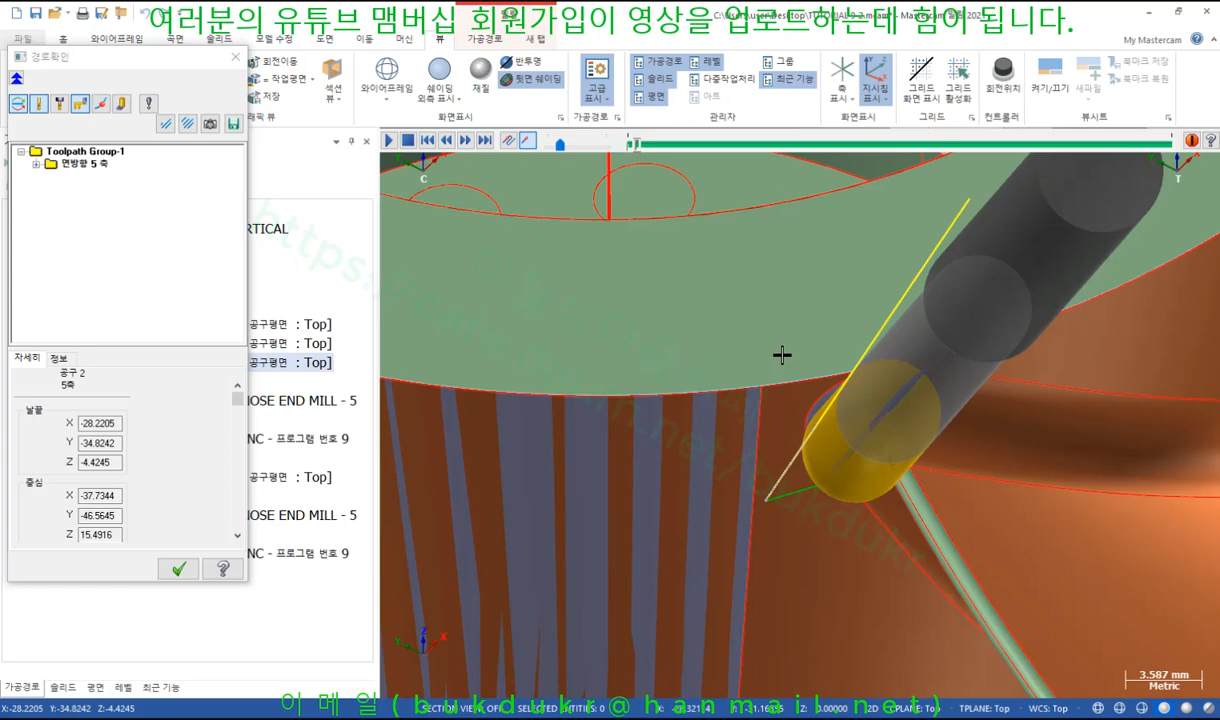 여러분의 유튜브 맴버십 회원가입이 영상을 업로드하는데 힘이 됩니다.
My Mastercam
파일
홈
와이어프레임
곡면
솔리드
모델 수정
도면
이동
머신
뷰
가공경로
새 탭
경로확인
회전이동
= 작업평면
저장
섹션
뷰
와이어프레임
쉐이딩
외측 표시
재질
반투명
뒷면 쉐이딩
화면표시
고급
표시
가공경로
가공경로
레벨
그룹
솔리드
다중작업처리
최근 기능
평면
아트
관리자
축
표시
지시침
표시
화면표시
그리드
화면 표시
그리드
활성화
그리드
회전위치
컨트롤러
켜기/끄기
새파일
북마크 저장
북마크 복원
뷰시트
Toolpath Group-1
면방향 5 축
C
T
자세히
정보
공구 2
5축
날끝
X -28.2205
Y -34.8242
Z -4.4245
중심
X -37.7344
Y -46.5645
Z 15.4916
공구평면 : Top]
공구평면 : Top]
공구평면 : Top]
NOSE END MILL - 5
NC - 프로그램 번호 9
공구평면 : Top]
NOSE END MILL - 5
NC - 프로그램 번호 9
Z
X
Y
3.587 mm
Metric
가공경로
솔리드
평면
레벨
최근 기능
X:-28.2205 Y:-34.8242 Z:-4.4245
이 메 일 ( b u k d u k r @ h a n m a i l . n e t )
CPLANE: Top
TPLANE: Top
WCS: Top